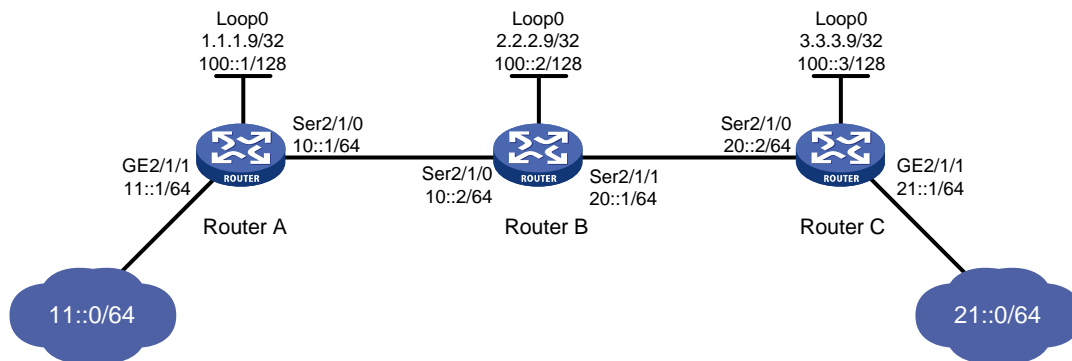 Loop0
1.1.1.9/32
100::1/128
Loop0
2.2.2.9/32
100::2/128
Loop0
3.3.3.9/32
100::3/128
Ser2/1/0
10::1/64
GE2/1/1
11::1/64
ROUTER
Router A
Ser2/1/0
10::2/64
ROUTER
Ser2/1/1
20::1/64
Router B
Ser2/1/0
20::2/64
ROUTER
GE2/1/1
21::1/64
Router C
11::0/64
21::0/64